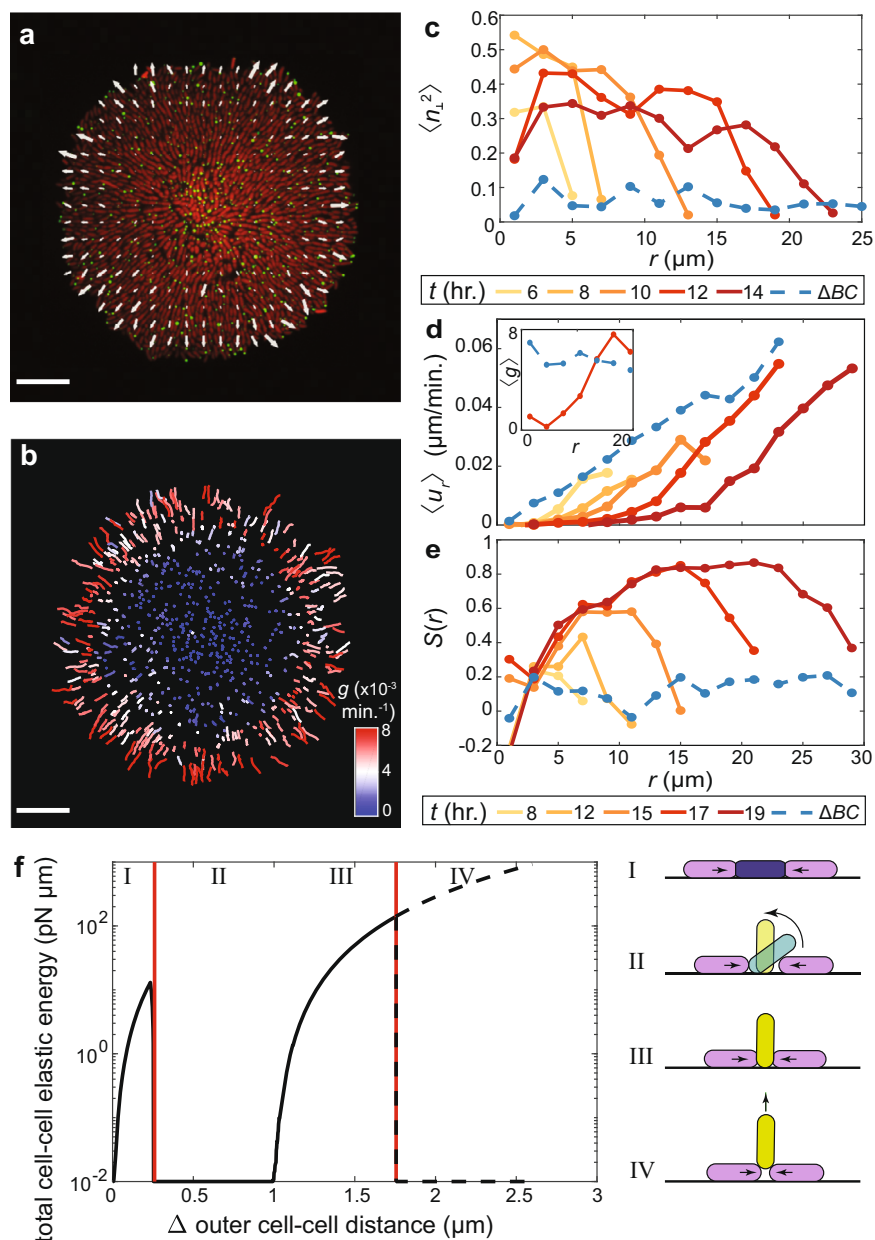 a
b
g (x10-3
min.-1)
8
4
0
c
⟨n⊥2⟩
0.6
0.5
0.4
0.3
0.2
0.1
0
0 5 10 15 20 25
r (μm)
t (hr.) 6 8 10 12 14 ΔBC
d
⟨ur⟩ (μm/min.)
0.06
0.04
0.02
0
8
⟨g⟩
0
0 r 20
e
S(r)
1
0.8
0.6
0.4
0.2
0
-0.2
0 5 10 15 20 25 30
r (μm)
t (hr.) 8 12 15 17 19 ΔBC
f
total cell-cell elastic energy (pN μm)
I II III IV
102
100
10-2
0 0.5 1 1.5 2 2.5 3
Δ outer cell-cell distance (μm)
I
II
III
IV